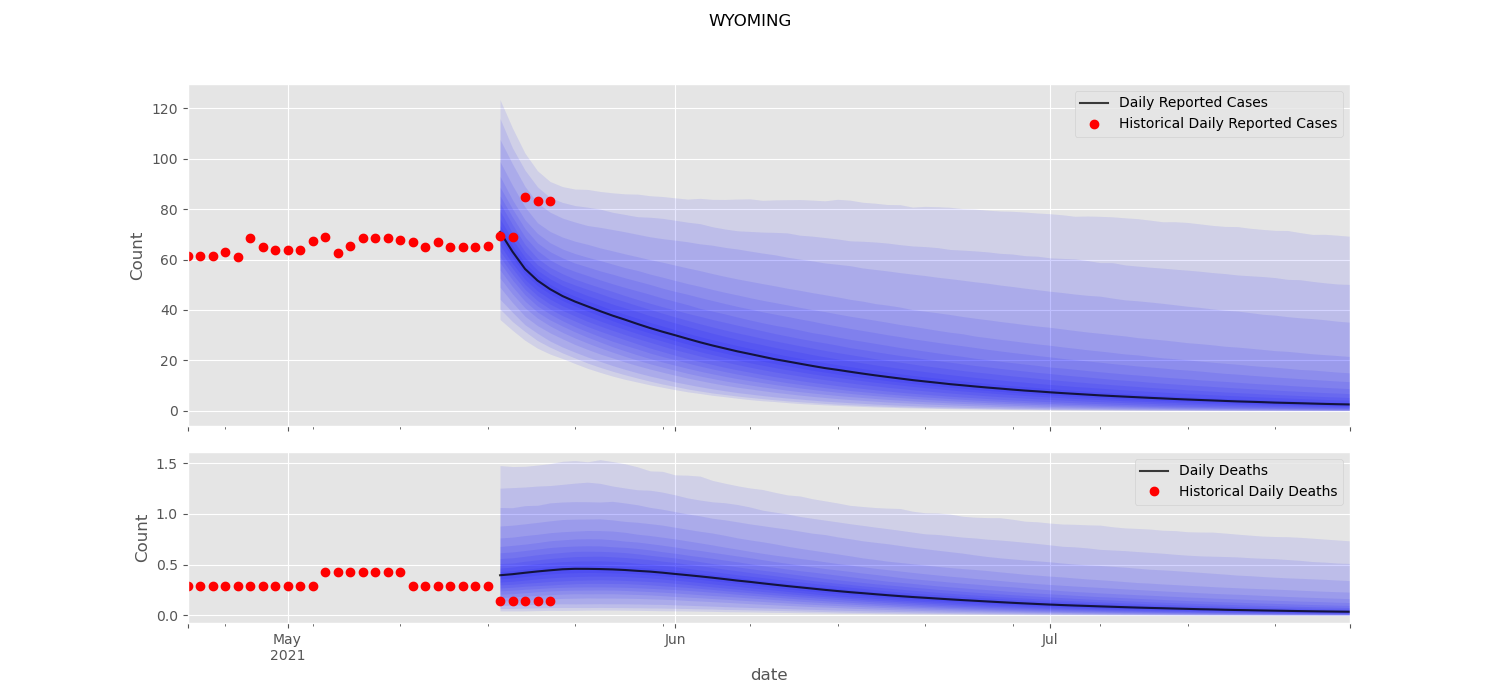 WYOMING
120
100
80
60
40
20
0
Count
Daily Reported Cases
Historical Daily Reported Cases
1.5
1.0
0.5
0.0
Count
Daily Deaths
Historical Daily Deaths
May
2021
Jun
Jul
date